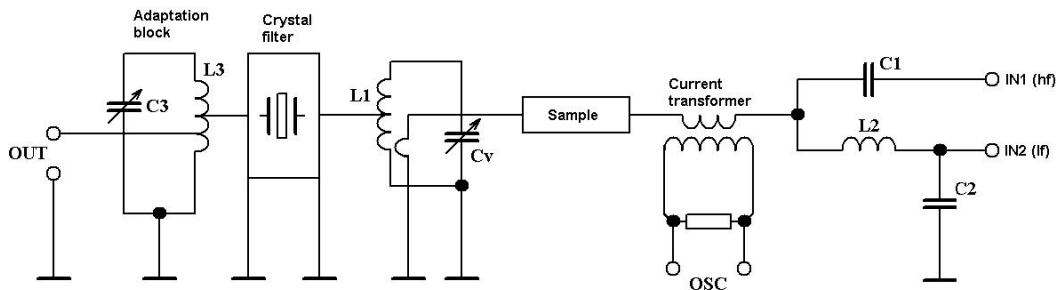 Adaptation
block
Crystal
filter
L3
C3
OUT
L1
Cv
Sample
Current
transformer
OSC
C1
IN1 (hf)
L2
IN2 (lf)
C2